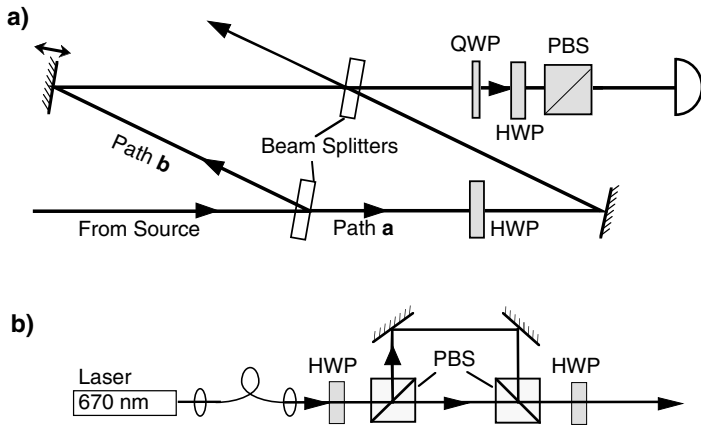 a)
QWP
PBS
HWP
Beam Splitters
Path b
From Source
Path a
HWP
b)
Laser
670 nm
HWP
PBS
HWP